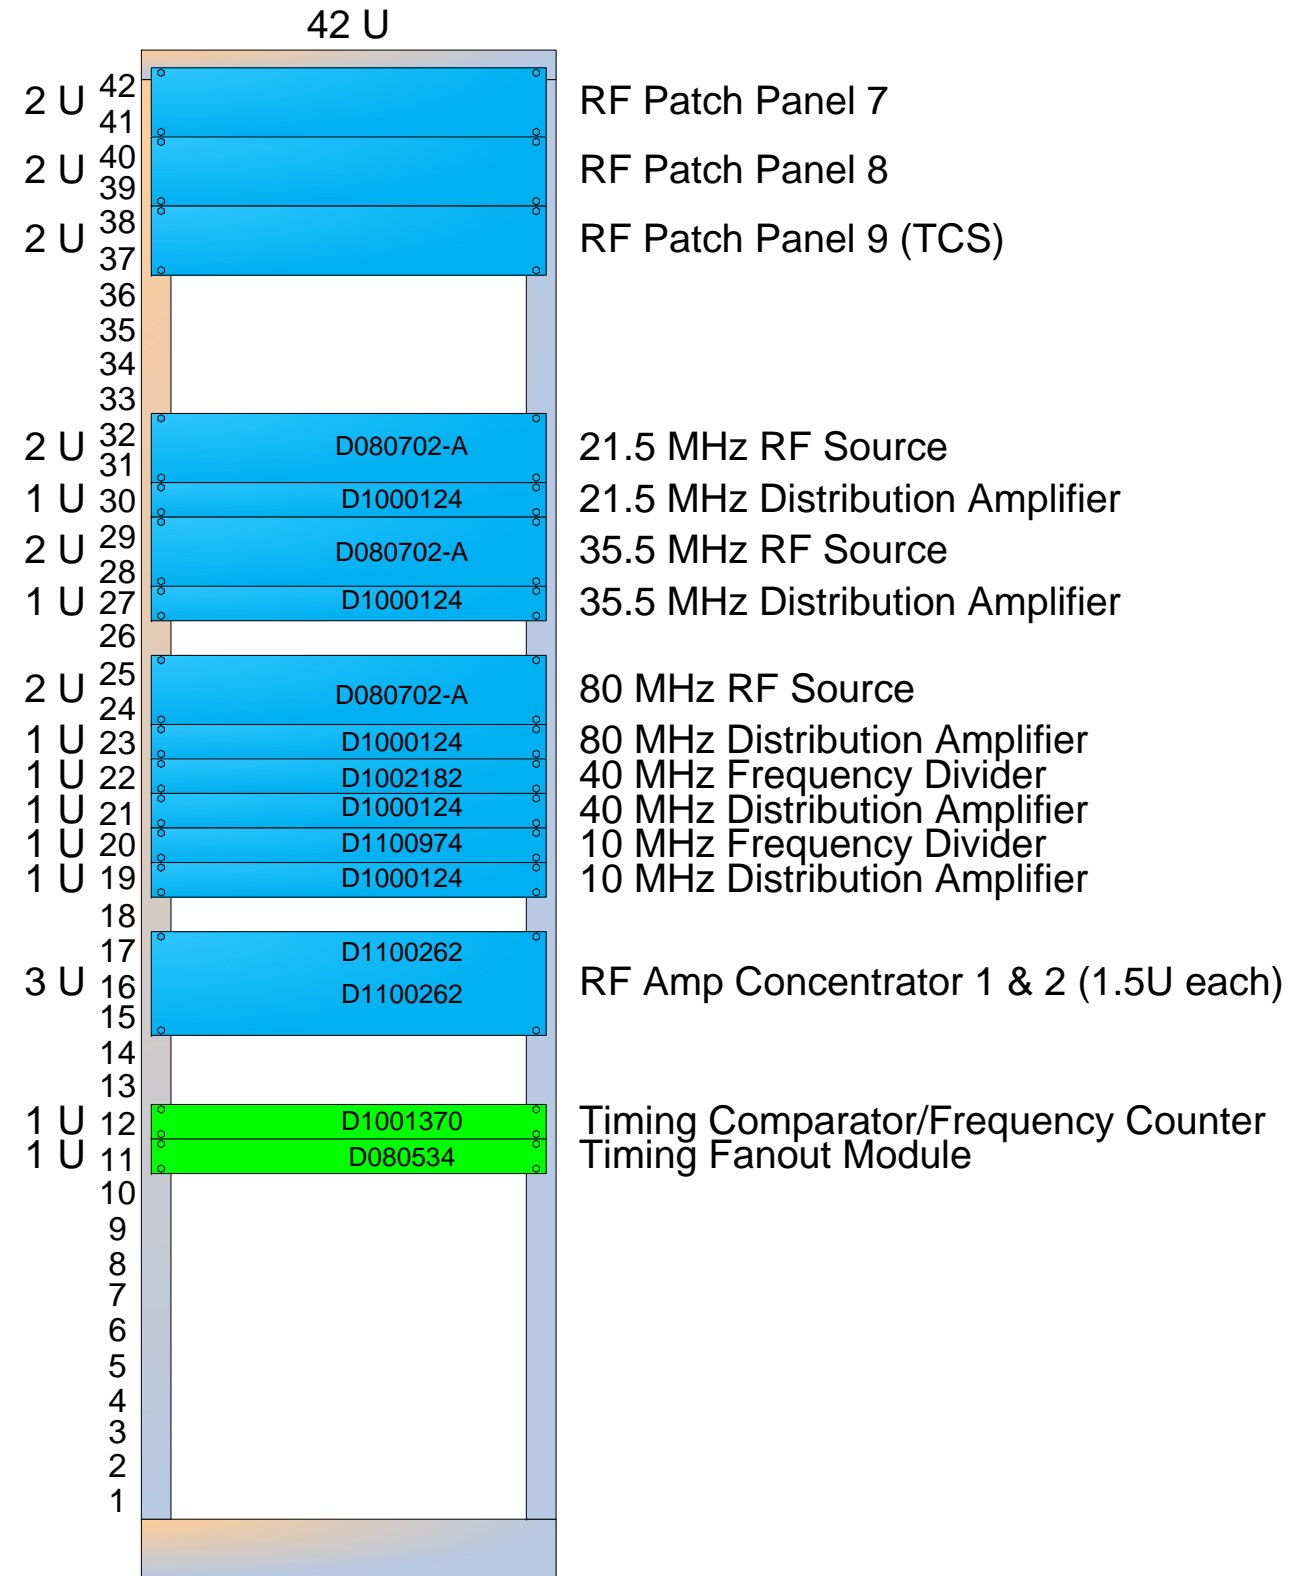 42 U
2 U 42 RF Patch Panel 7
41
2 U 40 RF Patch Panel 8
39
2 U 38 RF Patch Panel 9 (TCS)
37
36
35
34
33
2 U 32 D080702-A 21.5 MHz RF Source
31
1 U 30 D1000124 21.5 MHz Distribution Amplifier
2 U 29 D080702-A 35.5 MHz RF Source
28
1 U 27 D1000124 35.5 MHz Distribution Amplifier
26
2 U 25 D080702-A 80 MHz RF Source
24
1 U 23 D1000124 80 MHz Distribution Amplifier
1 U 22 D1002182 40 MHz Frequency Divider
1 U 21 D1000124 40 MHz Distribution Amplifier
1 U 20 D1100974 10 MHz Frequency Divider
1 U 19 D1000124 10 MHz Distribution Amplifier
18
17 D1100262
3 U 16 D1100262 RF Amp Concentrator 1 & 2 (1.5U each)
15
14
13
1 U 12 D1001370 Timing Comparator/Frequency Counter
1 U 11 D080534 Timing Fanout Module
10
9
8
7
6
5
4
3
2
1